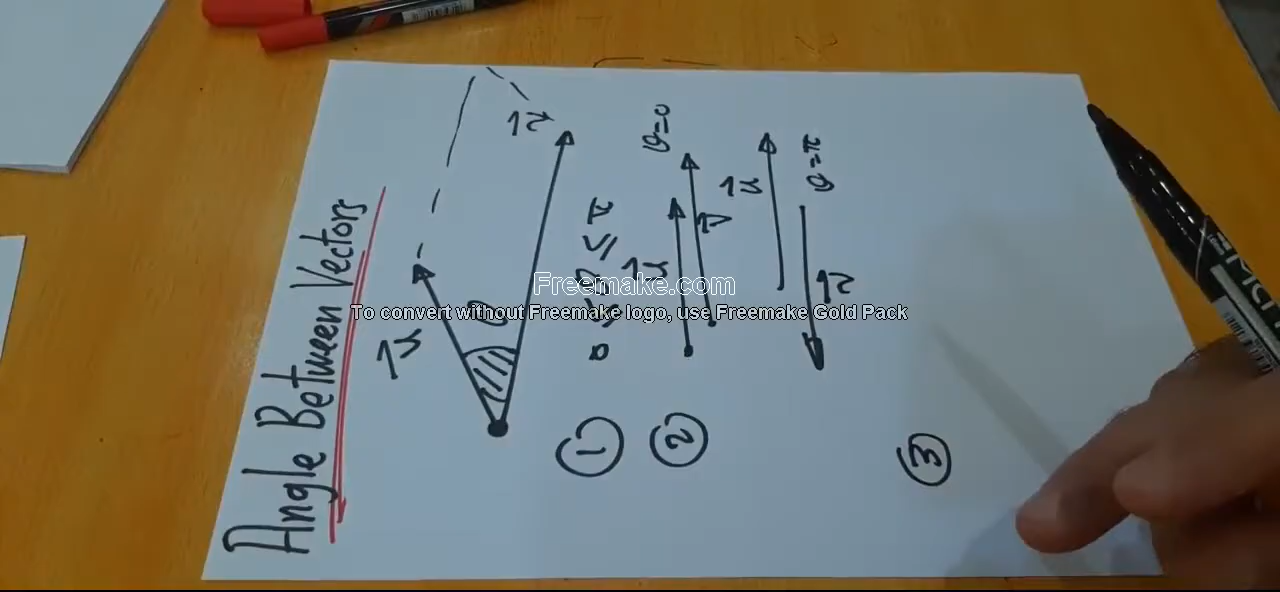 Angle Between Vectors
u⃗
θ
v⃗
① 0 ≤ θ ≤ π
② u⃗ v⃗ θ=0
u⃗
v⃗ θ=π
③
Freemake.com
To convert without Freemake logo, use Freemake Gold Pack